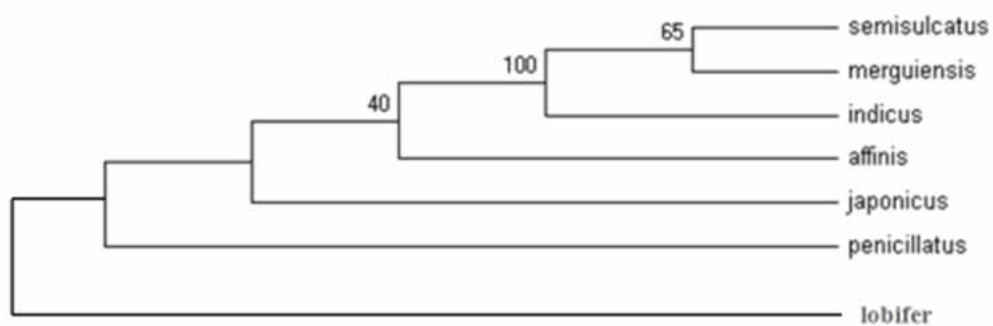 65
semisulcatus
merguiensis
100
indicus
40
affinis
japonicus
penicillatus
lobifer